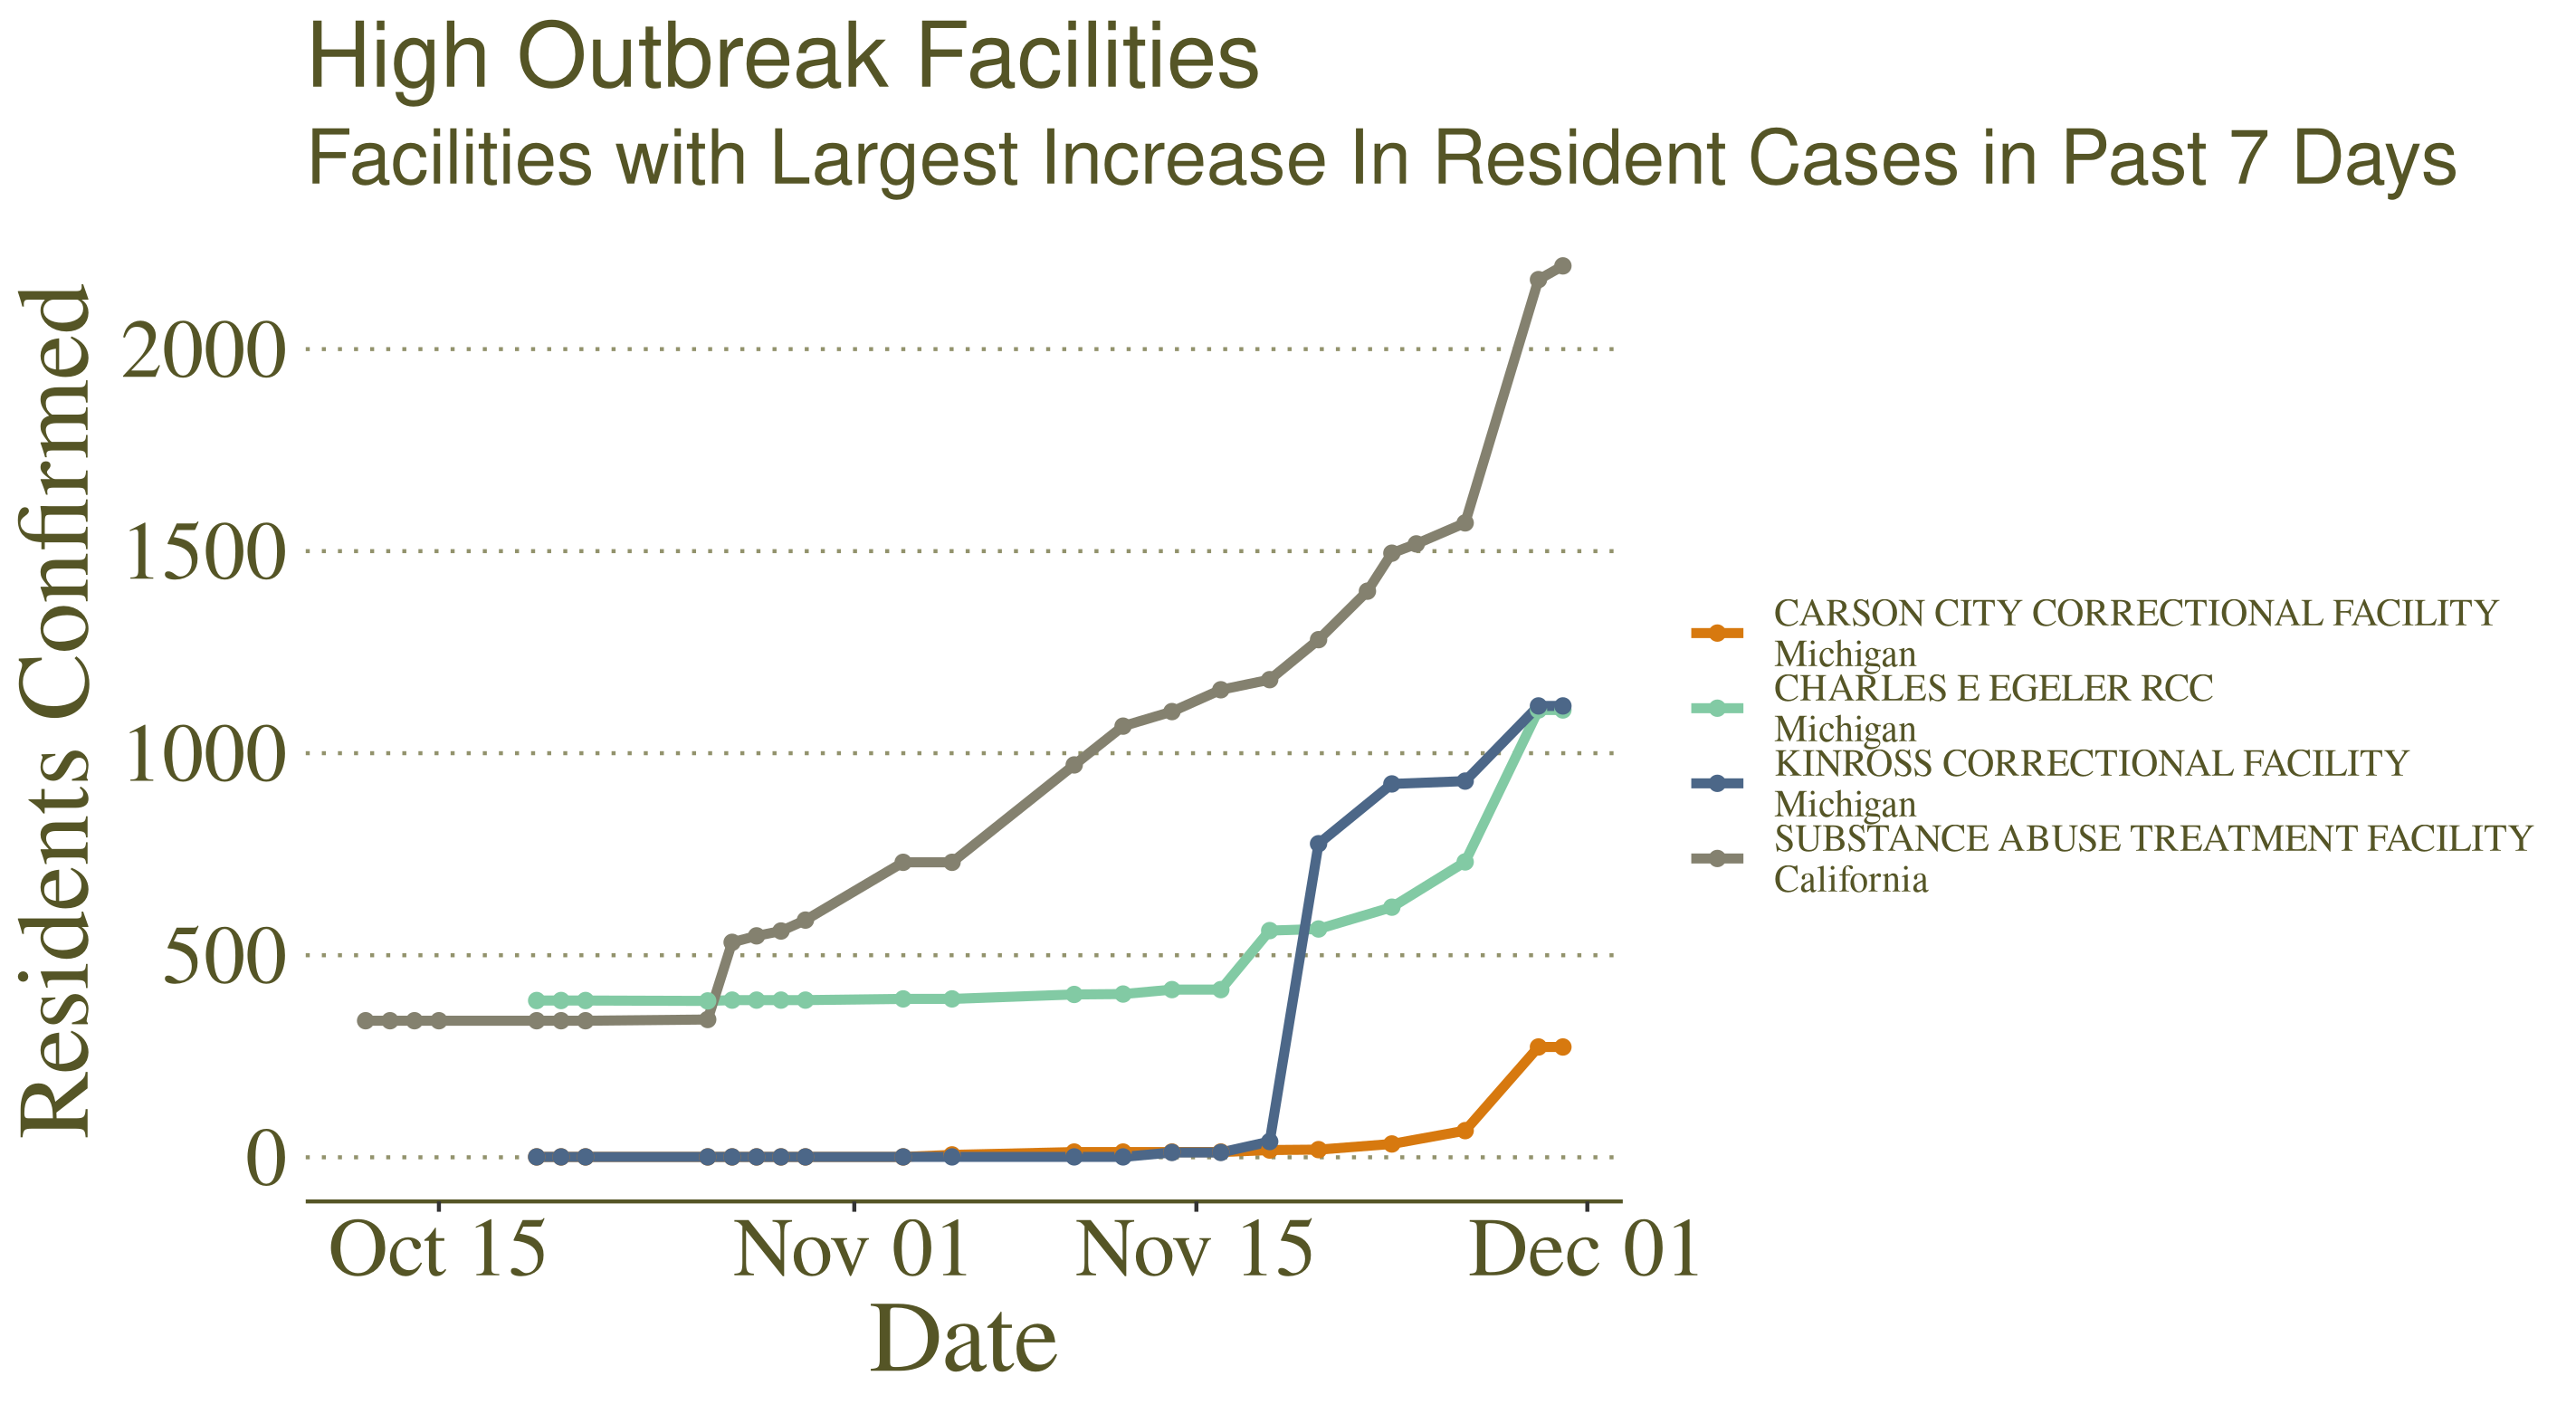 High Outbreak Facilities
Facilities with Largest Increase In Resident Cases in Past 7 Days
Residents Confirmed
2000
1500
1000
500
0
Oct 15 Nov 01 Nov 15 Dec 01
Date
CARSON CITY CORRECTIONAL FACILITY
Michigan
CHARLES E EGELER RCC
Michigan
KINROSS CORRECTIONAL FACILITY
Michigan
SUBSTANCE ABUSE TREATMENT FACILITY
California